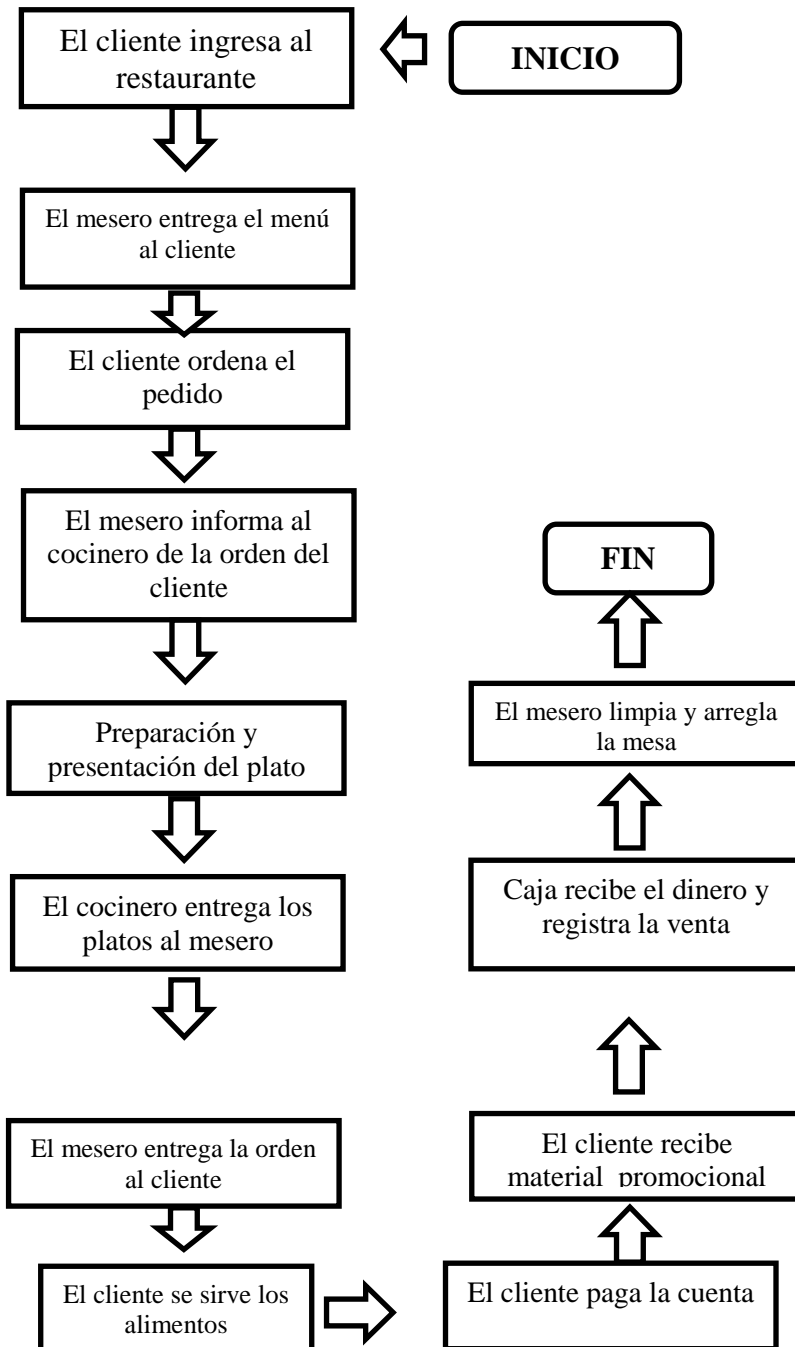 INICIO
El cliente ingresa al
restaurante
El mesero entrega el menú
al cliente
El cliente ordena el
pedido
El mesero informa al
cocinero de la orden del
cliente
Preparación y
presentación del plato
El cocinero entrega los
platos al mesero
El mesero entrega la orden
al cliente
El cliente se sirve los
alimentos
El cliente paga la cuenta
El cliente recibe
material promocional
Caja recibe el dinero y
registra la venta
El mesero limpia y arregla
la mesa
FIN